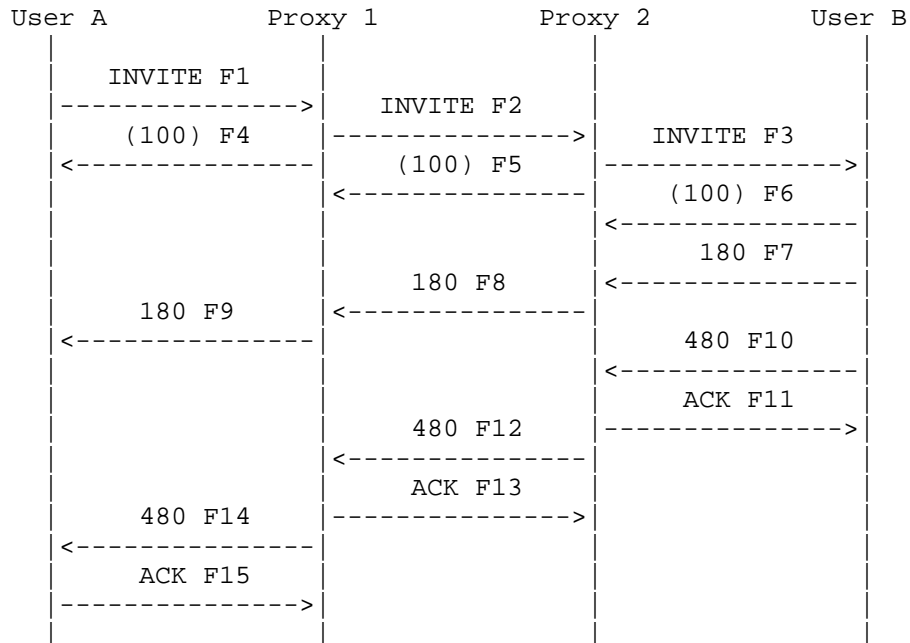 User A Proxy 1 Proxy 2 User B
INVITE F1
INVITE F2
(100) F4 INVITE F3
(100) F5
(100) F6
180 F7
180 F8
180 F9
480 F10
ACK F11
480 F12
ACK F13
480 F14
ACK F15